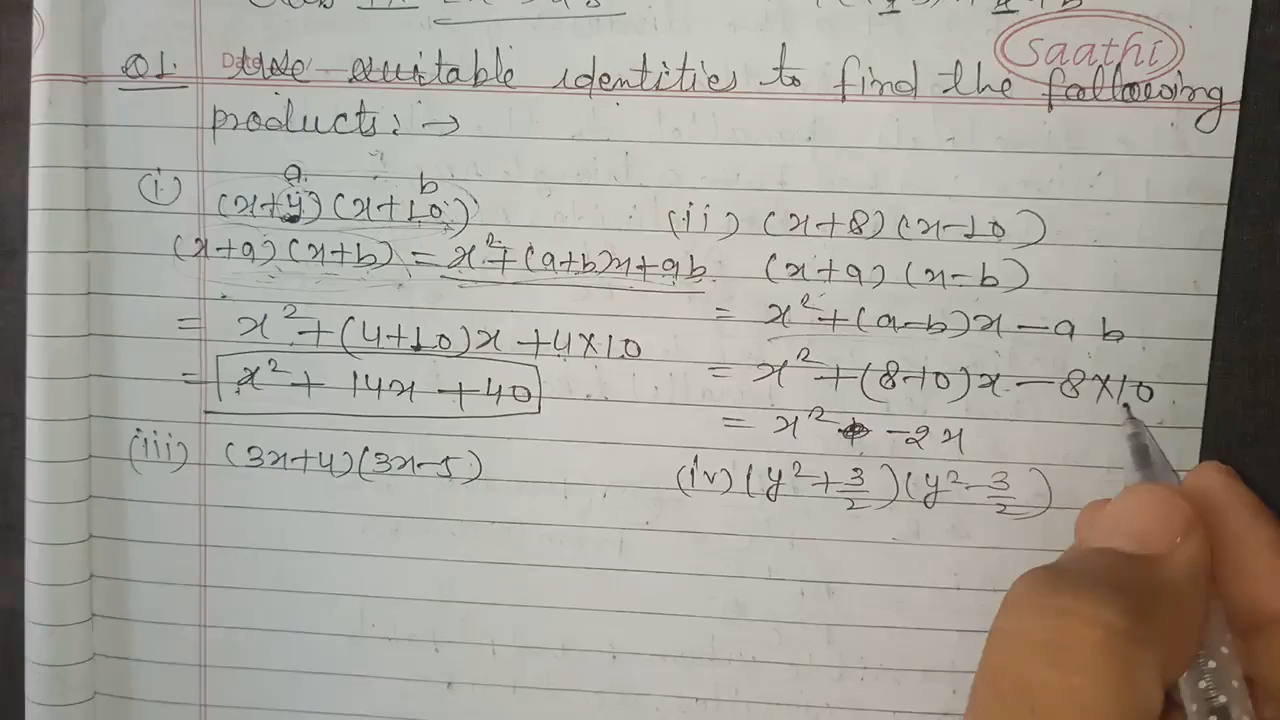 Saathi
Q1. Use suitable identities to find the following
products: →
(i) (x+4)(x+10)
a b
(x+a)(x+b) = x²+(a+b)x+ab
= x²+(4+10)x+4×10
= x²+14x+40
(ii) (x+8)(x-10)
(x+a)(x-b)
= x²+(a-b)x-ab
= x²+(8-10)x-8×10
= x² -2x
(iii) (3x+4)(3x-5)
(iv) (y²+3/2)(y²-3/2)